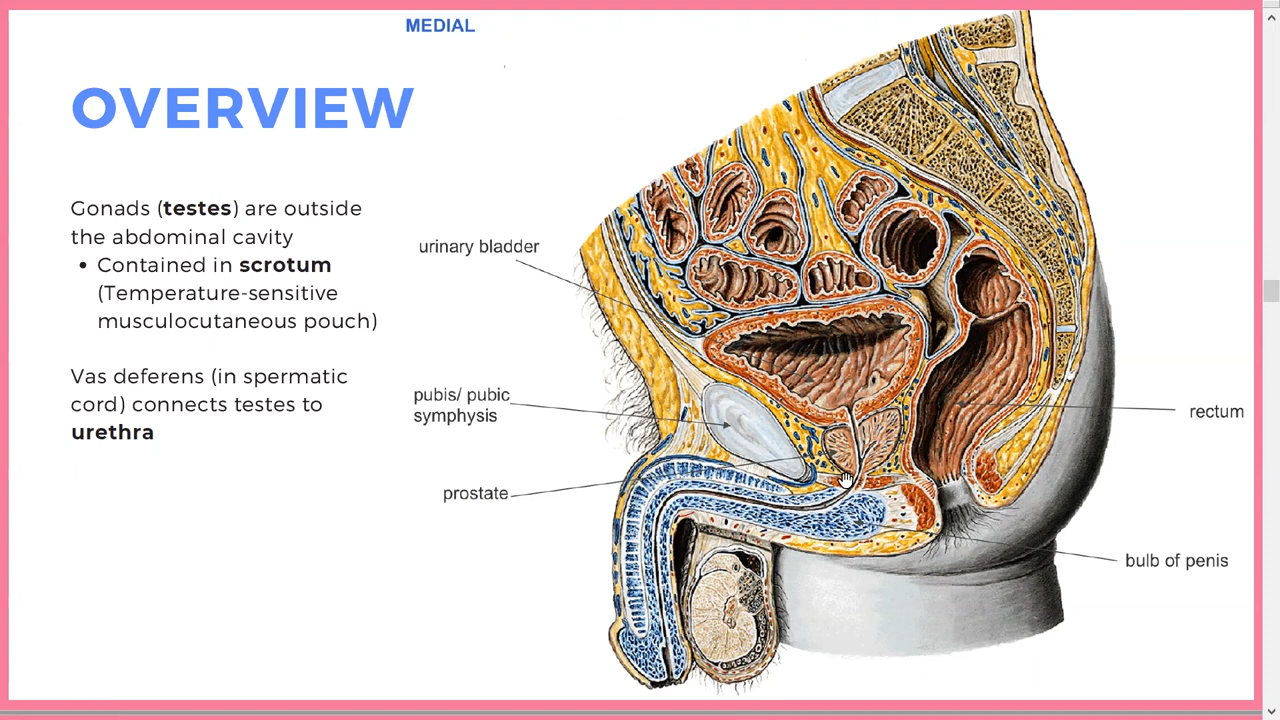 MEDIAL
OVERVIEW
Gonads (testes) are outside
the abdominal cavity
• Contained in scrotum
(Temperature-sensitive
musculocutaneous pouch)
Vas deferens (in spermatic
cord) connects testes to
urethra
urinary bladder
pubis/ pubic
symphysis
prostate
rectum
bulb of penis